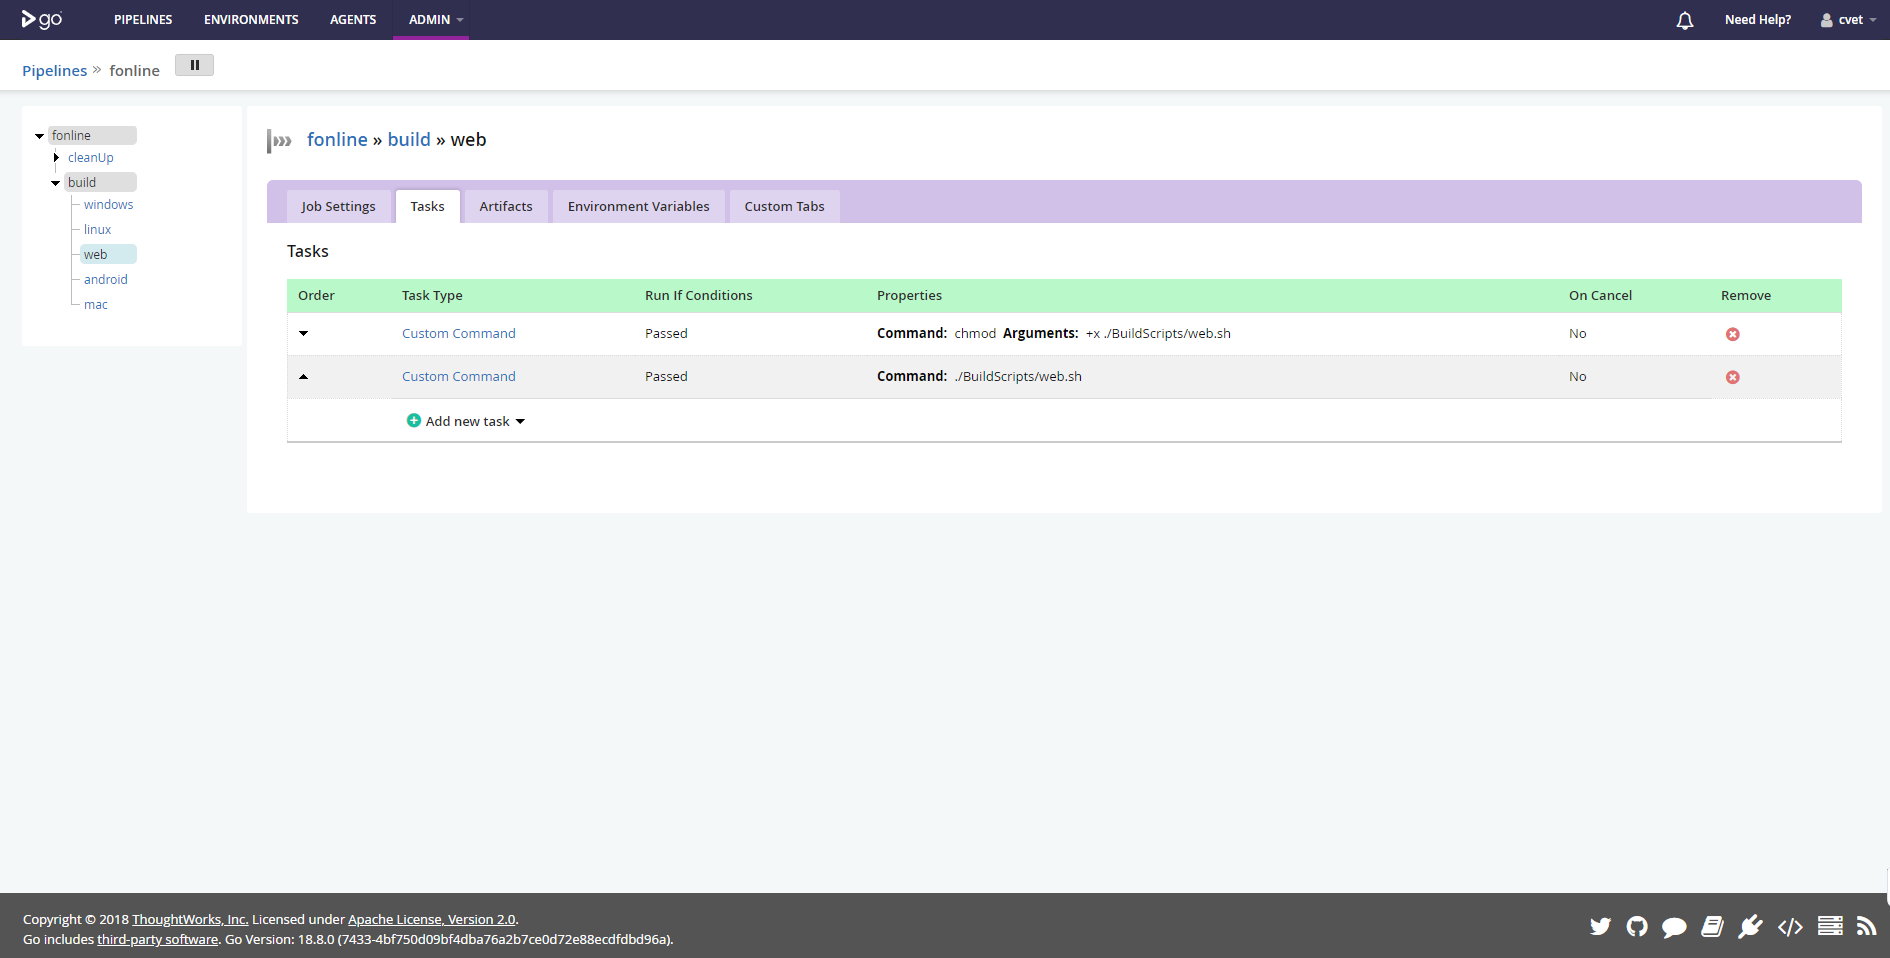 go PIPELINES ENVIRONMENTS AGENTS ADMIN Need Help? cvet
Pipelines » fonline
fonline
cleanUp
build
windows
linux
web
android
mac
fonline » build » web
Job Settings Tasks Artifacts Environment Variables Custom Tabs
Tasks
Order Task Type Run If Conditions Properties On Cancel Remove
Custom Command Passed Command: chmod Arguments: +x ./BuildScripts/web.sh No
Custom Command Passed Command: ./BuildScripts/web.sh No
Add new task
Copyright © 2018 ThoughtWorks, Inc. Licensed under Apache License, Version 2.0.
Go includes third-party software. Go Version: 18.8.0 (7433-4bf750d09bf4dba76a2b7ce0d72e88ecdfdbd96a).